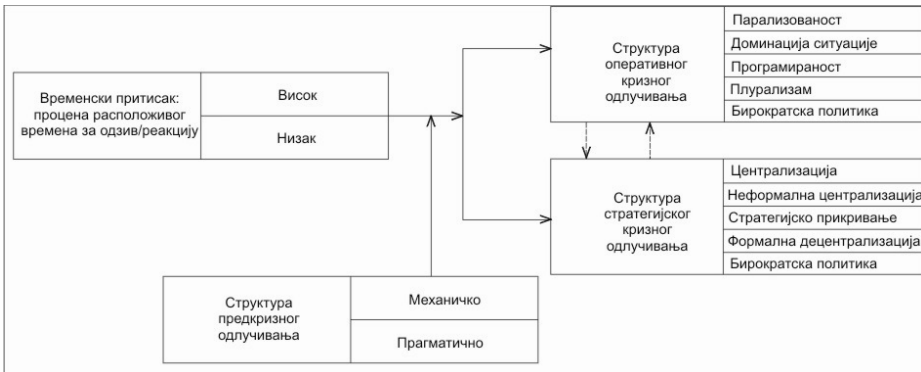 Временски притисак:
процена расположивог
времена за одзив/реакцију
Висок
Низак
Структура
предкризног
одлучивања
Механичко
Прагматично
Структура
оперативног
кризног
одлучивања
Парализованост
Доминација ситуације
Програмираност
Плурализам
Бирократска политика
Структура
стратегијског
кризног
одлучивања
Централизација
Неформална централизација
Стратегијско прикривање
Формална децентрализација
Бирократска политика